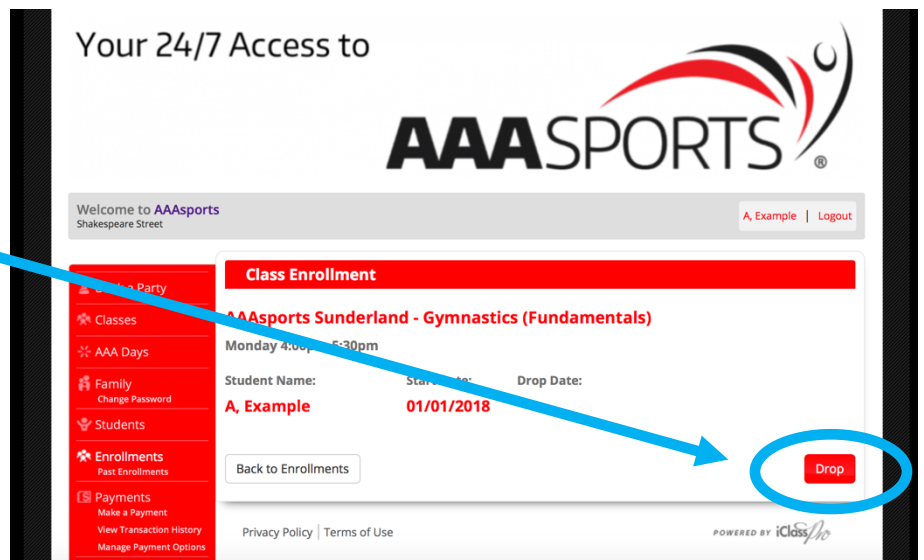 Your 24/7 Access to
AAASPORTS®
Welcome to AAAsports
Shakespeare Street
A, Example | Logout
Party
Classes
AAA Days
Family
Change Password
Students
Enrollments
Past Enrollments
Payments
Make a Payment
View Transaction History
Manage Payment Options
Class Enrollment
AAAsports Sunderland - Gymnastics (Fundamentals)
Monday 5:30pm
Student Name:
Drop Date:
A, Example
01/01/2018
Back to Enrollments
Drop
Privacy Policy | Terms of Use
POWERED BY iClassPro